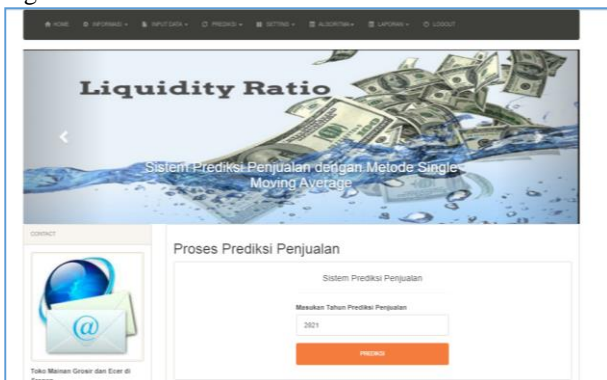 HOME INFORMASI INPUT DATA PREDIKSI SETTING ALGORITMA LAPORAN LOGOUT
Liquidity Ratio
Sistem Prediksi Penjualan dengan Metode Single
Moving Average
CONTACT
Proses Prediksi Penjualan
Sistem Prediksi Penjualan
Masukan Tahun Prediksi Penjualan
2021
PREDIKSI
@
Toko Mainan Grosir dan Ecer di